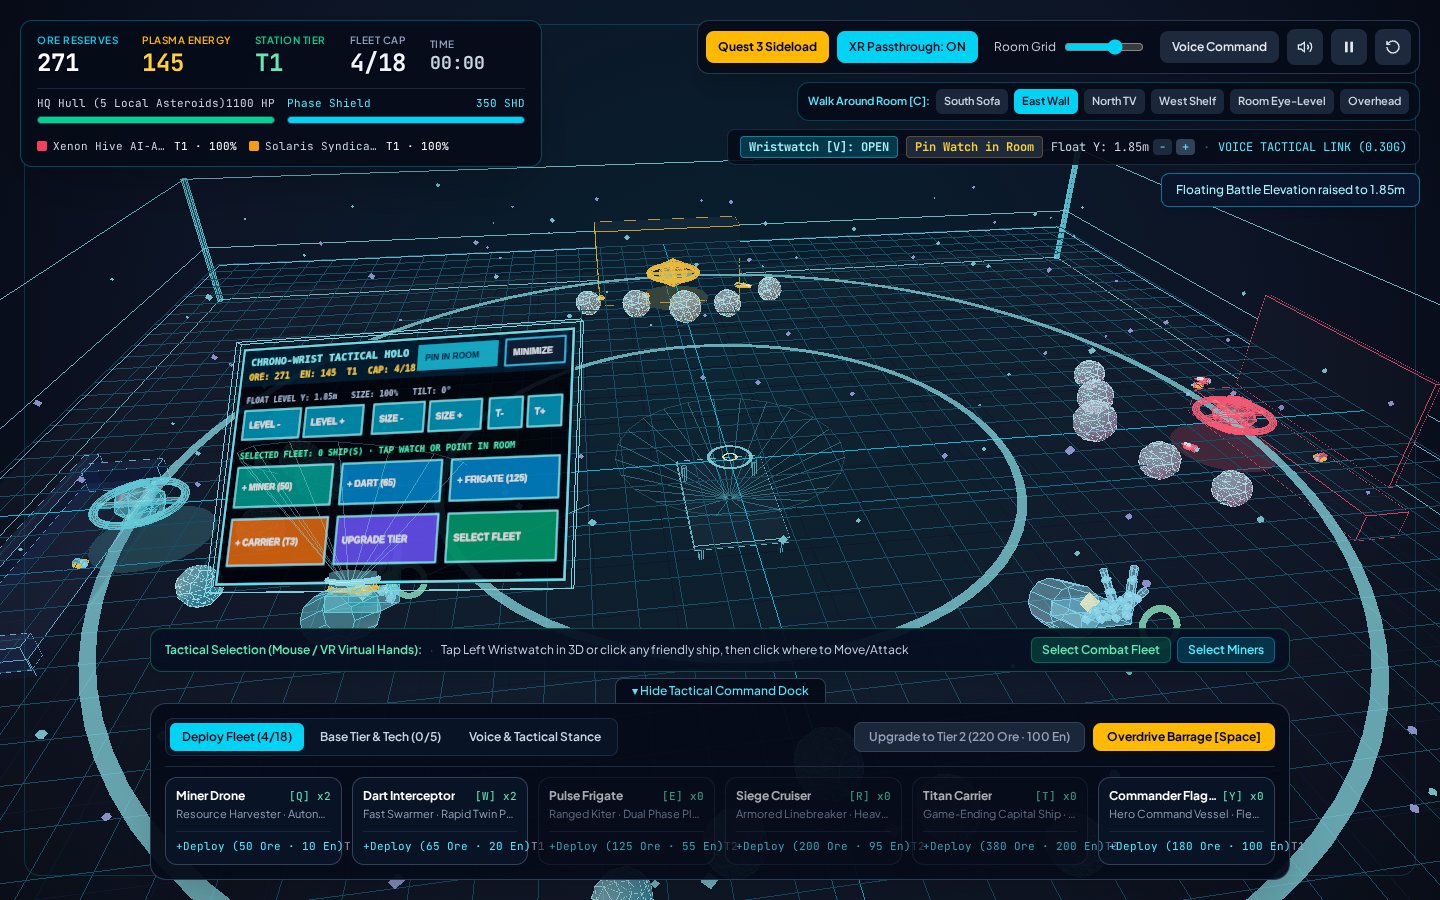 ORE RESERVES PLASMA ENERGY STATION TIER FLEET CAP TIME
271 145 T1 4/18 00:00
HQ Hull (5 Local Asteroids) 1100 HP Phase Shield 350 SHD
Xenon Hive AI-A… T1 · 100% Solaris Syndica… T1 · 100%
Quest 3 Sideload XR Passthrough: ON Room Grid Voice Command
Walk Around Room [C]: South Sofa East Wall North TV West Shelf Room Eye-Level Overhead
Wristwatch [V]: OPEN Pin Watch in Room Float Y: 1.85m - + · VOICE TACTICAL LINK (0.30G)
Floating Battle Elevation raised to 1.85m
CHRONO-WRIST TACTICAL HOLO PIN IN ROOM MINIMIZE
ORE: 271 EN: 145 T1 CAP: 4/18
FLOAT LEVEL Y: 1.85m SIZE: 100% TILT: 0°
LEVEL - LEVEL + SIZE - SIZE + T- T+
SELECTED FLEET: 0 SHIP(S) · TAP WATCH OR POINT IN ROOM
+ MINER (50) + DART (65) + FRIGATE (125)
+ CARRIER (T3) UPGRADE TIER SELECT FLEET
Tactical Selection (Mouse / VR Virtual Hands): · Tap Left Wristwatch in 3D or click any friendly ship, then click where to Move/Attack Select Combat Fleet Select Miners
▾ Hide Tactical Command Dock
Deploy Fleet (4/18) Base Tier & Tech (0/5) Voice & Tactical Stance Upgrade to Tier 2 (220 Ore · 100 En) Overdrive Barrage [Space]
Miner Drone [Q] x2 Dart Interceptor [W] x2 Pulse Frigate [E] x0 Siege Cruiser [R] x0 Titan Carrier [T] x0 Commander Flag… [Y] x0
Resource Harvester · Auton… Fast Swarmer · Rapid Twin P… Ranged Kiter · Dual Phase Pl… Armored Linebreaker · Heav… Game-Ending Capital Ship · … Hero Command Vessel · Fle…
+Deploy (50 Ore · 10 En) T1 +Deploy (65 Ore · 20 En) T1 +Deploy (125 Ore · 55 En) T2 +Deploy (200 Ore · 95 En) T2 +Deploy (380 Ore · 200 En) +Deploy (180 Ore · 100 En) T1